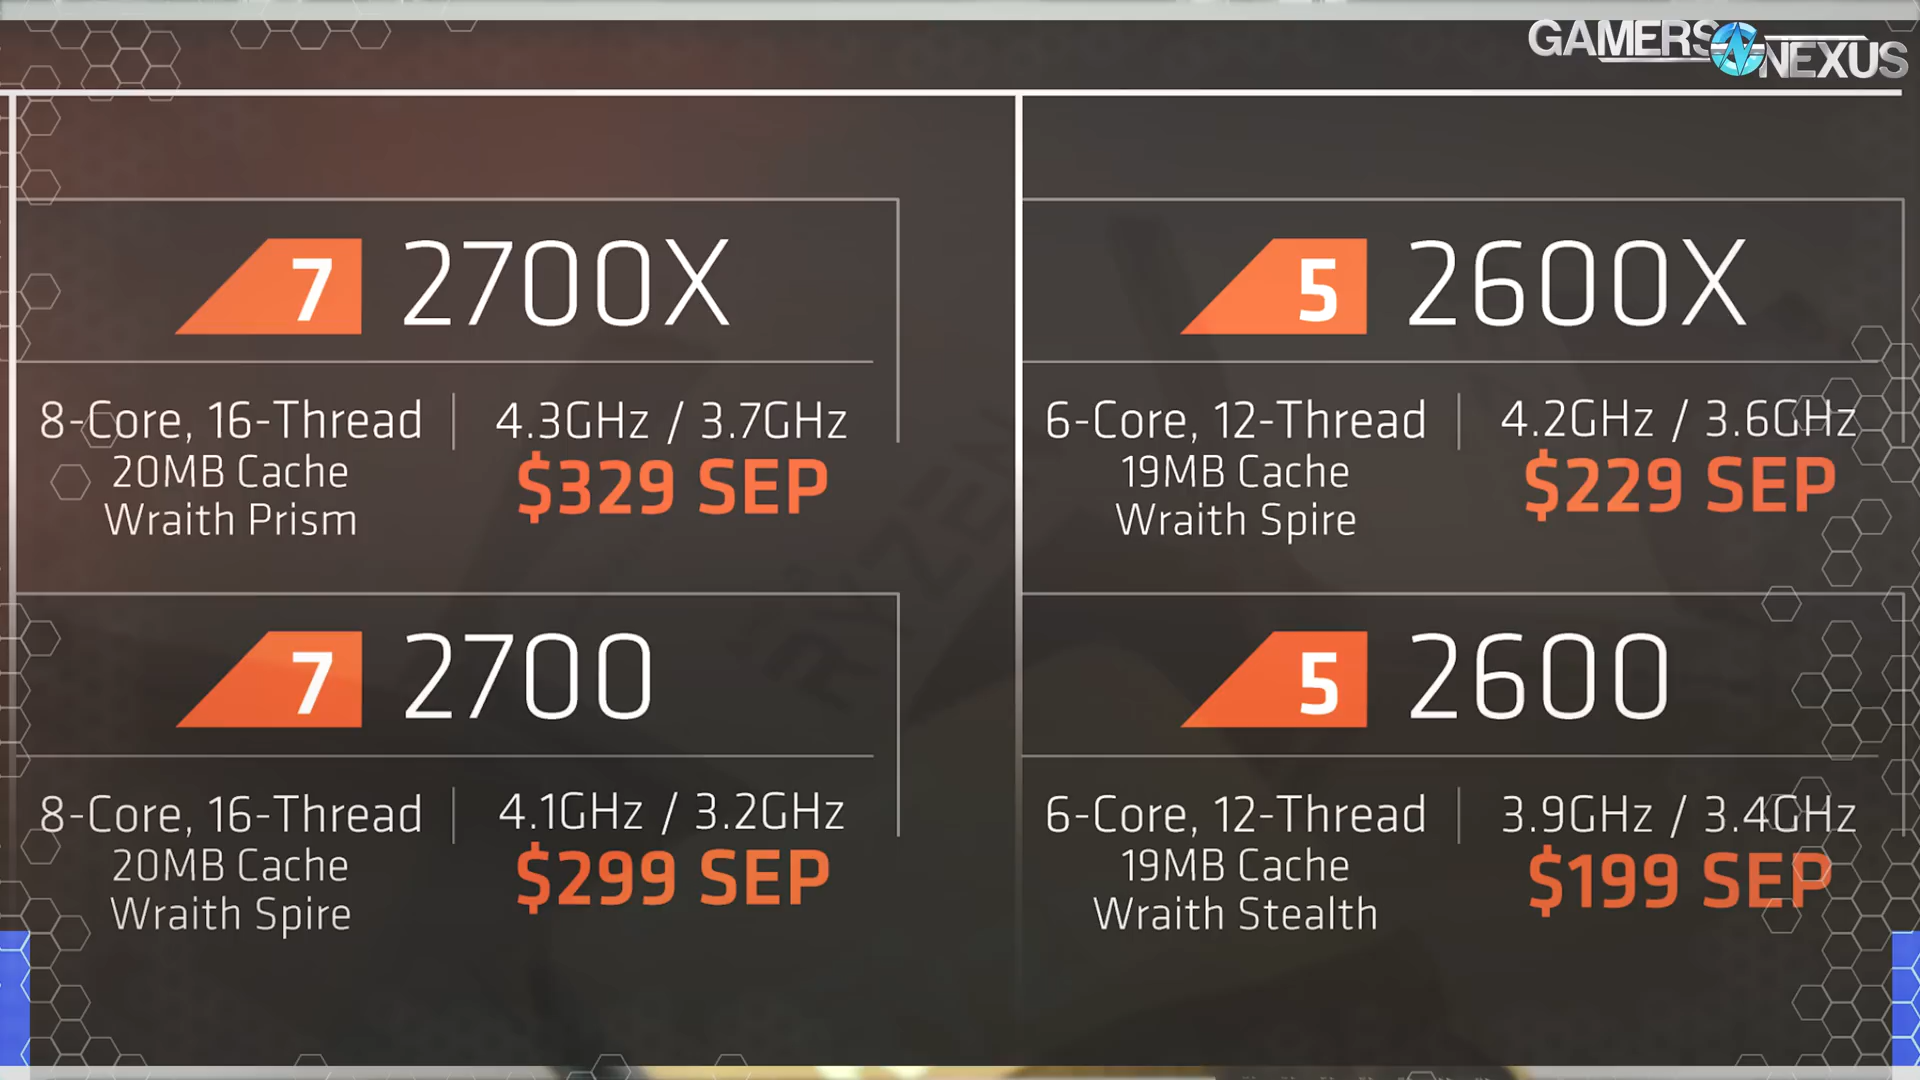 GAMERS NEXUS
7 2700X
8-Core, 16-Thread
20MB Cache
Wraith Prism
4.3GHz / 3.7GHz
$329 SEP
5 2600X
6-Core, 12-Thread
19MB Cache
Wraith Spire
4.2GHz / 3.6GHz
$229 SEP
7 2700
8-Core, 16-Thread
20MB Cache
Wraith Spire
4.1GHz / 3.2GHz
$299 SEP
5 2600
6-Core, 12-Thread
19MB Cache
Wraith Stealth
3.9GHz / 3.4GHz
$199 SEP
RYZEN